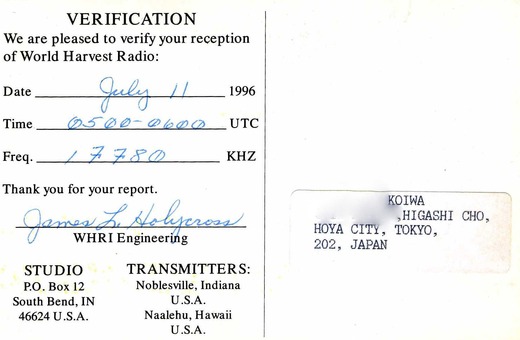 VERIFICATION
We are pleased to verify your reception
of World Harvest Radio:
Date July 11 1996
Time 0500-0600 UTC
Freq. 17780 KHZ
Thank you for your report.
James L. Holycross
WHRI Engineering
STUDIO
P.O. Box 12
South Bend, IN
46624 U.S.A.
TRANSMITTERS:
Noblesville, Indiana
U.S.A.
Naalehu, Hawaii
U.S.A.
KOIWA
,HIGASHI CHO,
HOYA CITY, TOKYO,
202, JAPAN